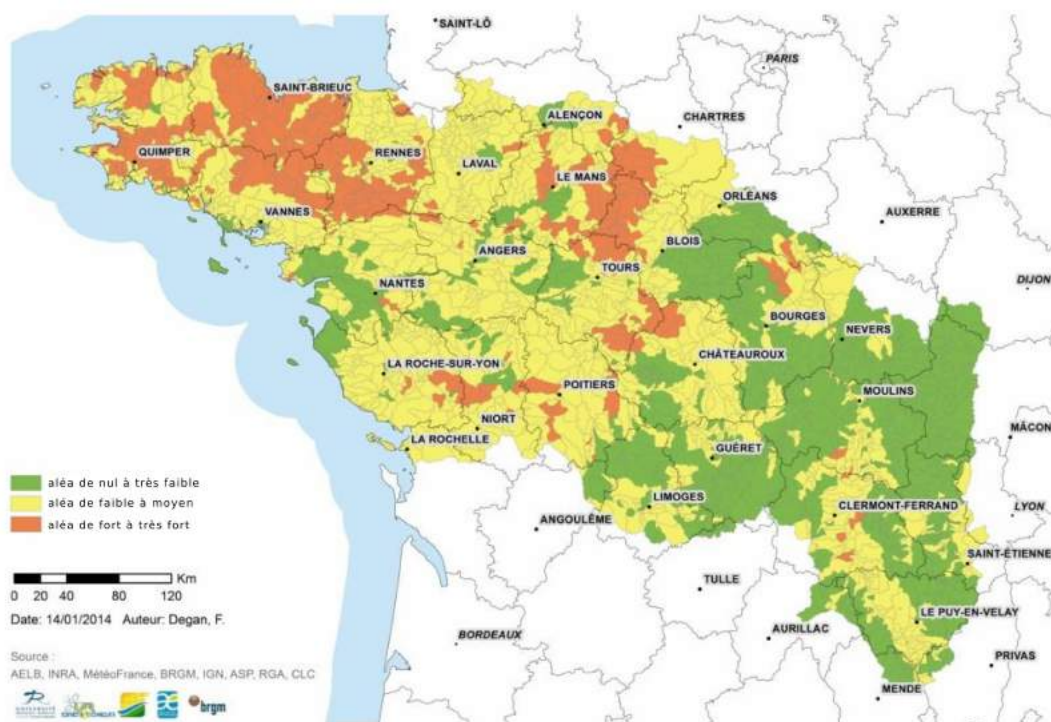 SAINT-LÔ
PARIS
SAINT-BRIEUC
ALENÇON
CHARTRES
QUIMPER
RENNES
LAVAL
LE MANS
ORLÉANS
VANNES
AUXERRE
ANGERS
BLOIS
TOURS
DIJON
NANTES
BOURGES
NEVERS
CHÂTEAUROUX
LA ROCHE-SUR-YON
POITIERS
MOULINS
NIORT
LA ROCHELLE
MÂCON
GUÉRET
aléa de nul à très faible
aléa de faible à moyen
aléa de fort à très fort
LIMOGES
CLERMONT-FERRAND
LYON
ANGOULÊME
SAINT-ÉTIENNE
TULLE
Km
0 20 40 80 120
LE PUY-EN-VELAY
Date: 14/01/2014 Auteur: Degan, F.
BORDEAUX
AURILLAC
PRIVAS
Source :
AELB, INRA, MétéoFrance, BRGM, IGN, ASP, RGA, CLC
MENDE
brgm